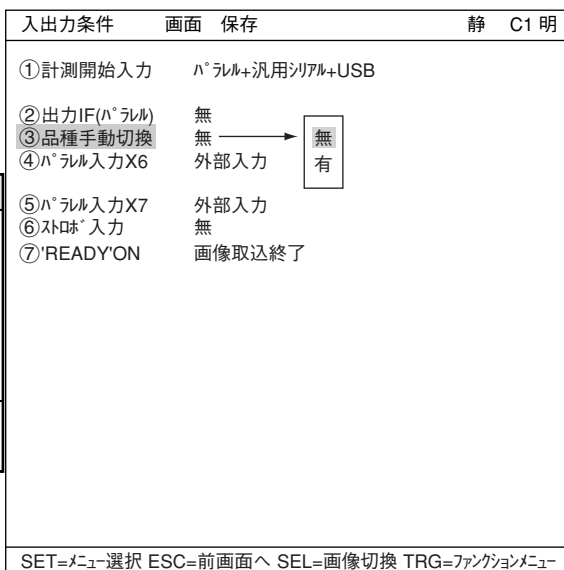 入出力条件 画面 保存 静 C1 明
①計測開始入力 ﾊﾟﾗﾚﾙ+汎用ｼﾘｱﾙ+USB
②出力IF(ﾊﾟﾗﾚﾙ) 無
③品種手動切換 無 無
④ﾊﾟﾗﾚﾙ入力X6 外部入力 有
⑤ﾊﾟﾗﾚﾙ入力X7 外部入力
⑥ｽﾄﾛﾎﾞ入力 無
⑦'READY'ON 画像取込終了
SET=ﾒﾆｭｰ選択 ESC=前画面へ SEL=画像切換 TRG=ﾌｧﾝｸｼｮﾝﾒﾆｭｰ